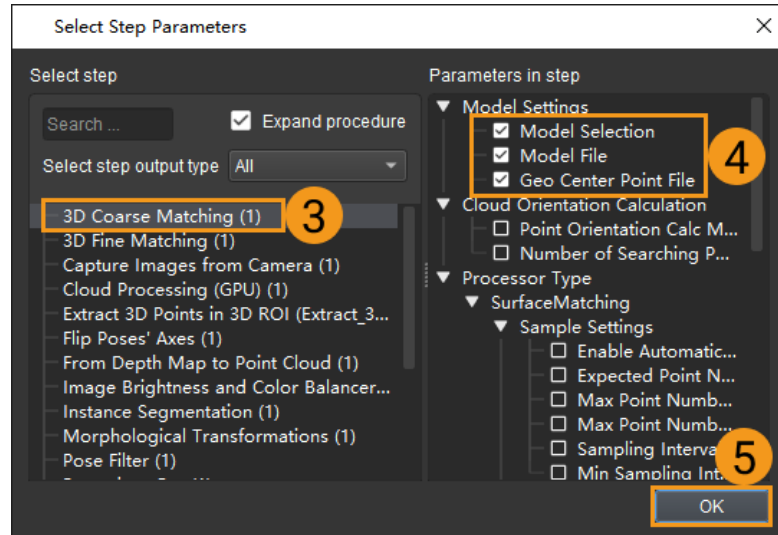 Select Step Parameters
Select step
Search ...
Expand procedure
Select step output type
All
3D Coarse Matching (1)
3
3D Fine Matching (1)
Capture Images from Camera (1)
Cloud Processing (GPU) (1)
Extract 3D Points in 3D ROI (Extract_3...
Flip Poses' Axes (1)
From Depth Map to Point Cloud (1)
Image Brightness and Color Balancer...
Instance Segmentation (1)
Morphological Transformations (1)
Pose Filter (1)
Parameters in step
Model Settings
Model Selection
Model File
Geo Center Point File
4
Cloud Orientation Calculation
Point Orientation Calc M...
Number of Searching P...
Processor Type
SurfaceMatching
Sample Settings
Enable Automatic...
Expected Point N...
Max Point Numb...
Max Point Numb...
Sampling Interva
Min Sampling Int
5
OK